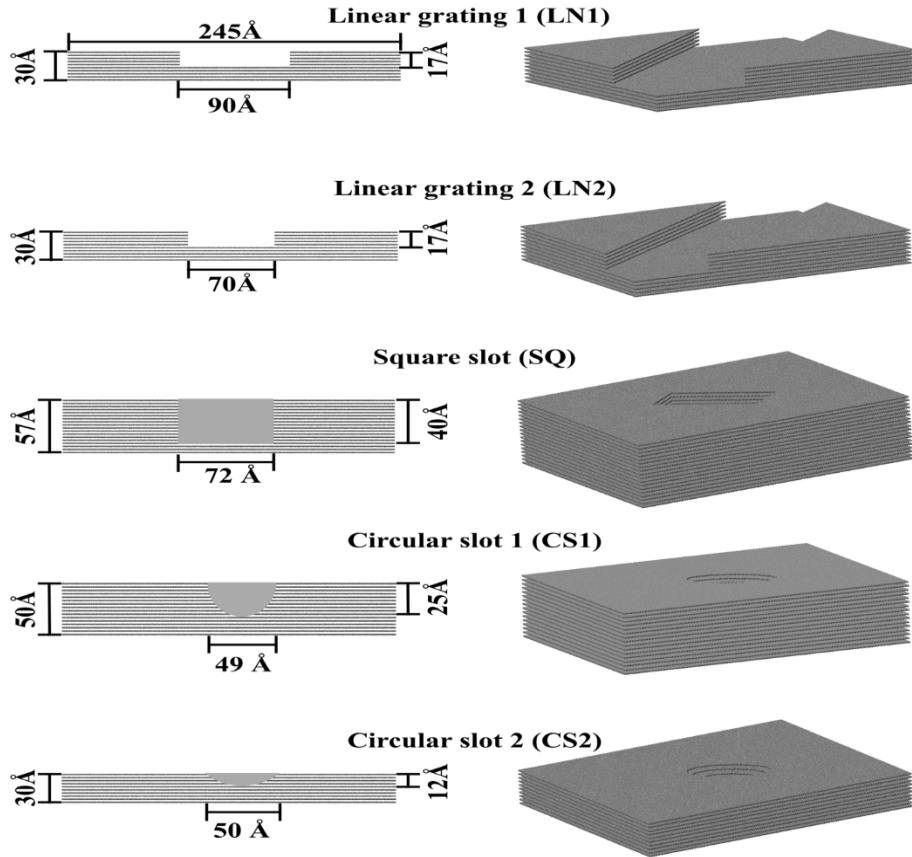 Linear grating 1 (LN1)
245Å
30Å
17Å
90Å
Linear grating 2 (LN2)
30Å
17Å
70Å
Square slot (SQ)
57Å
40Å
72 Å
Circular slot 1 (CS1)
50Å
25Å
49 Å
Circular slot 2 (CS2)
30Å
12Å
50 Å